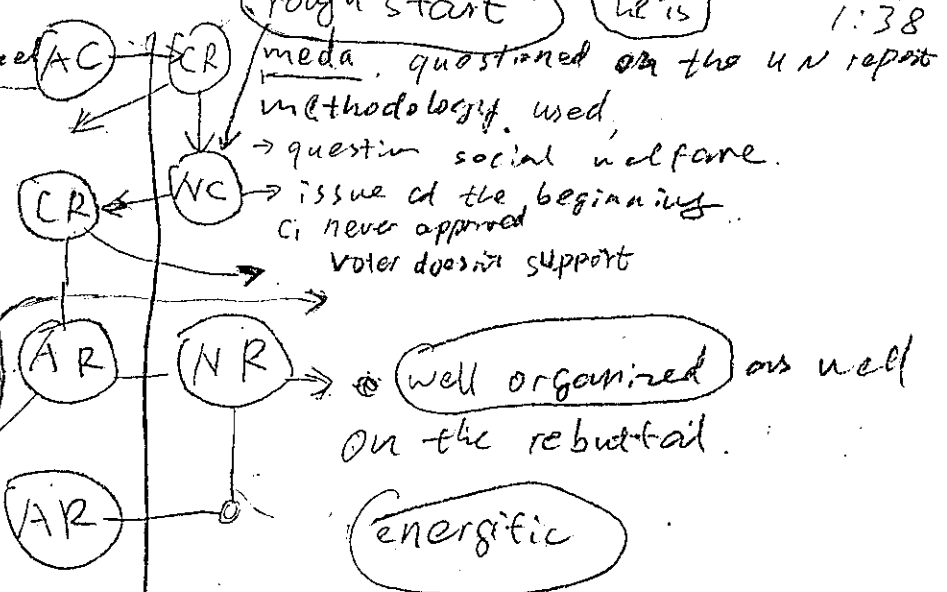 rough start he is
1:38
AC CR meda. questioned on the UN report
methodology used,
→ question social welfare.
CR NC → issue at the beginning
C1 never approved
voter doesn't support
AR NR → well organized as well
on the rebuttal.
AR energific